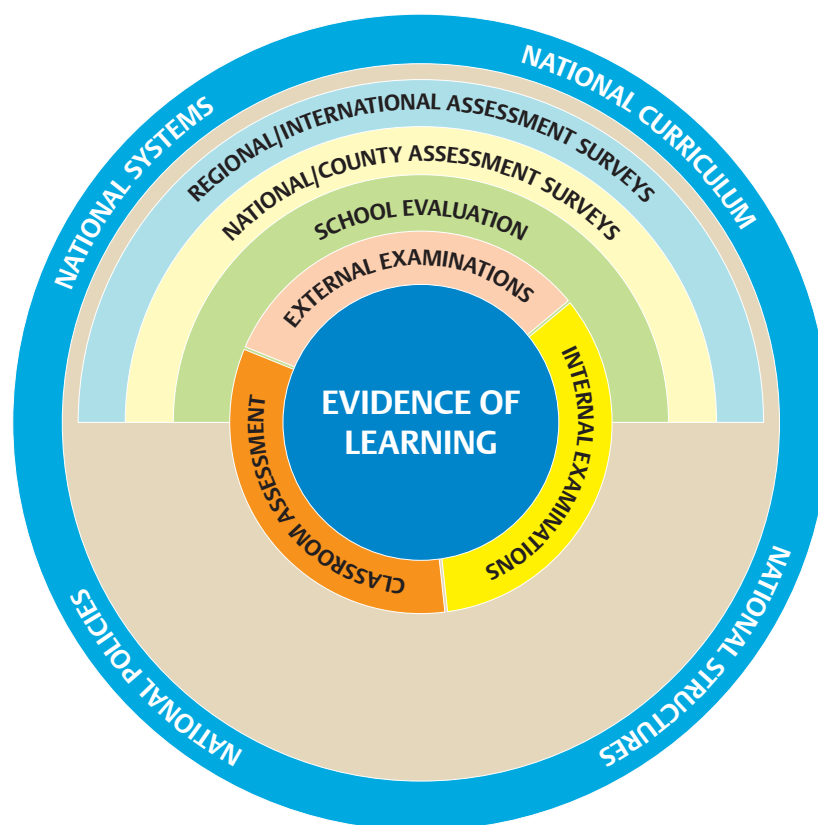 NATIONAL SYSTEMS
NATIONAL CURRICULUM
REGIONAL/INTERNATIONAL ASSESSMENT SURVEYS
NATIONAL/COUNTY ASSESSMENT SURVEYS
SCHOOL EVALUATION
EXTERNAL EXAMINATIONS
EVIDENCE OF
LEARNING
INTERNAL EXAMINATIONS
CLASSROOM ASSESSMENT
NATIONAL POLICIES
NATIONAL STRUCTURES